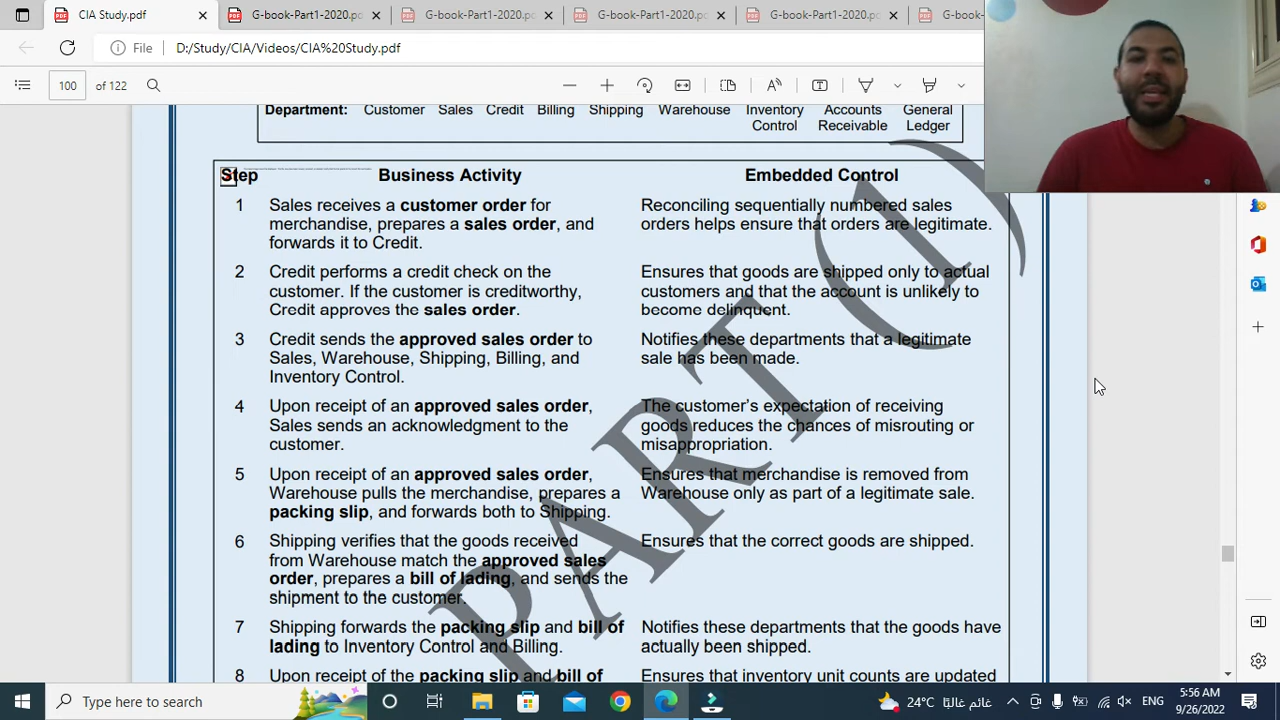 CIA Study.pdf
G-book-Part1-2020.pdf
G-book-Part1-2020.pdf
G-book-Part1-2020.pdf
G-book-Part1-2020.pdf
G-book
File
D:/Study/CIA/Videos/CIA%20Study.pdf
100 of 122
Department: Customer Sales Credit Billing Shipping Warehouse Inventory Accounts General
Control Receivable Ledger
Step Business Activity Embedded Control
1 Sales receives a customer order for Reconciling sequentially numbered sales
merchandise, prepares a sales order, and orders helps ensure that orders are legitimate.
forwards it to Credit.
2 Credit performs a credit check on the Ensures that goods are shipped only to actual
customer. If the customer is creditworthy, customers and that the account is unlikely to
Credit approves the sales order. become delinquent.
3 Credit sends the approved sales order to Notifies these departments that a legitimate
Sales, Warehouse, Shipping, Billing, and sale has been made.
Inventory Control.
4 Upon receipt of an approved sales order, The customer's expectation of receiving
Sales sends an acknowledgment to the goods reduces the chances of misrouting or
customer. misappropriation.
5 Upon receipt of an approved sales order, Ensures that merchandise is removed from
Warehouse pulls the merchandise, prepares a Warehouse only as part of a legitimate sale.
packing slip, and forwards both to Shipping.
6 Shipping verifies that the goods received Ensures that the correct goods are shipped.
from Warehouse match the approved sales
order, prepares a bill of lading, and sends the
shipment to the customer.
7 Shipping forwards the packing slip and bill of Notifies these departments that the goods have
lading to Inventory Control and Billing. actually been shipped.
8 Upon receipt of the packing slip and bill of Ensures that inventory unit counts are updated
PART (1)
Type here to search
24°C غائم غالبًا
ENG
5:56 AM
9/26/2022